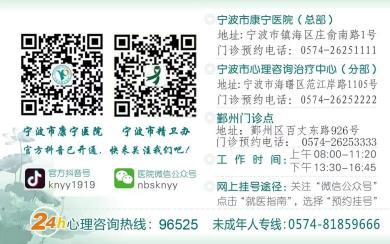 宁波市康宁医院（总部）
地址:宁波市镇海区庄俞南路1号
门诊预约电话: 0574-26251111
宁波市心理咨询治疗中心（分部）
地址:宁波市海曙区范江岸路1105号
门诊预约电话：0574-26252222
鄞州门诊点
地址: 鄞州区百丈东路926号
门诊预约电话：0574-26253333
工作时间: 上午 08:00-11:20
下午 13:30-16:45
网上挂号途径: 关注“微信公众号”
点击“就医指南”，选择“预约挂号”
宁波市康宁医院
宁波市精卫办
官方抖音已开通, 快来关注我们吧!
官方抖音号
knyy1919
医院微信公众号
nbsknyy
24h心理咨询热线: 96525
未成年人专线: 0574-81859666